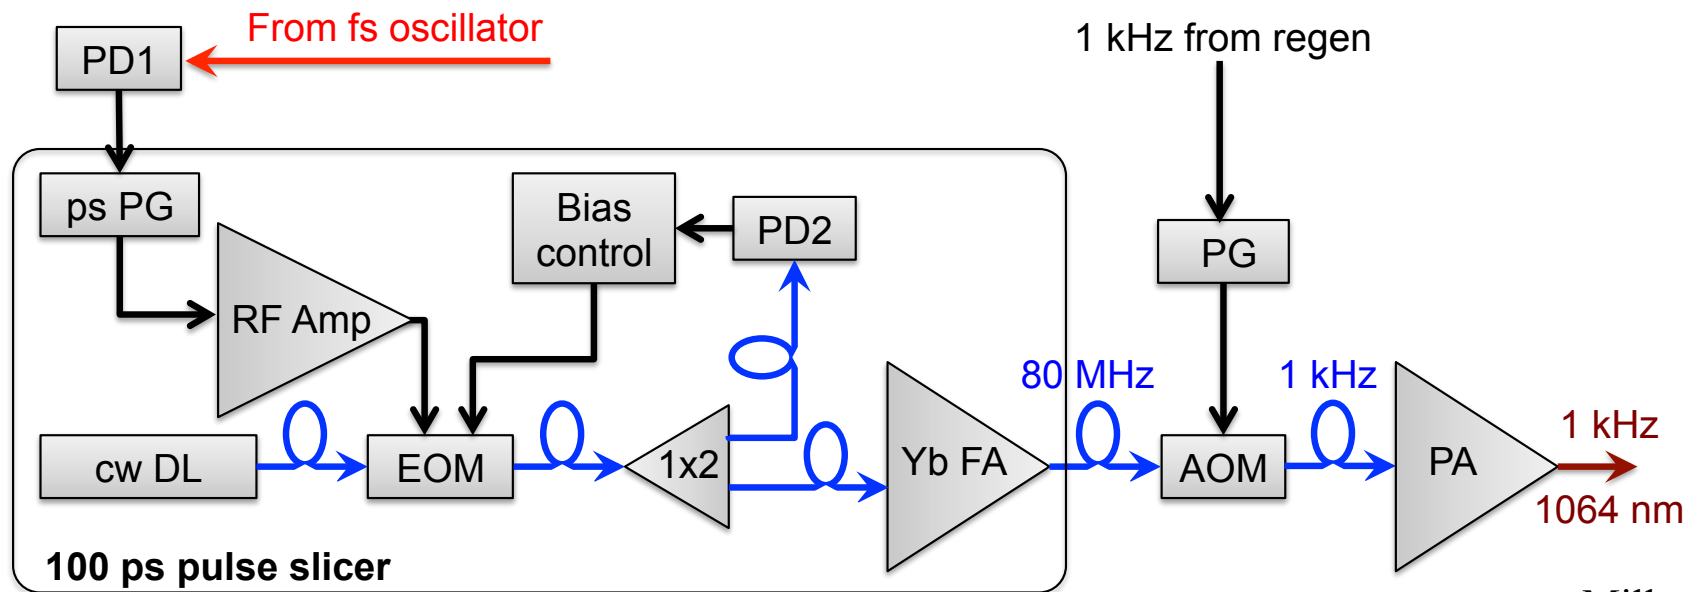 From fs oscillator
PD1
1 kHz from regen
ps PG
Bias
control
PD2
PG
RF Amp
80 MHz
1 kHz
1 kHz
cw DL
EOM
1x2
Yb FA
AOM
PA
1064 nm
100 ps pulse slicer